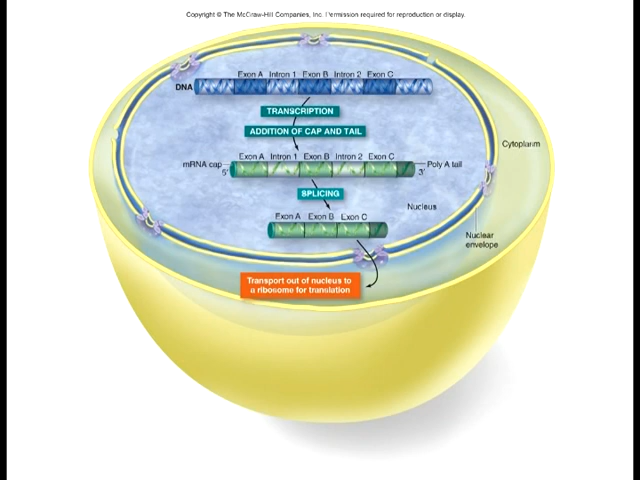 Copyright © The McGraw-Hill Companies, Inc. Permission required for reproduction or display.
Exon A Intron 1 Exon B Intron 2 Exon C
DNA
TRANSCRIPTION
ADDITION OF CAP AND TAIL
Cytoplasm
Exon A Intron 1 Exon B Intron 2 Exon C
mRNA cap
Poly A tail
5′
3′
SPLICING
Nucleus
Exon A Exon B Exon C
Nuclear
envelope
Transport out of nucleus to
a ribosome for translation